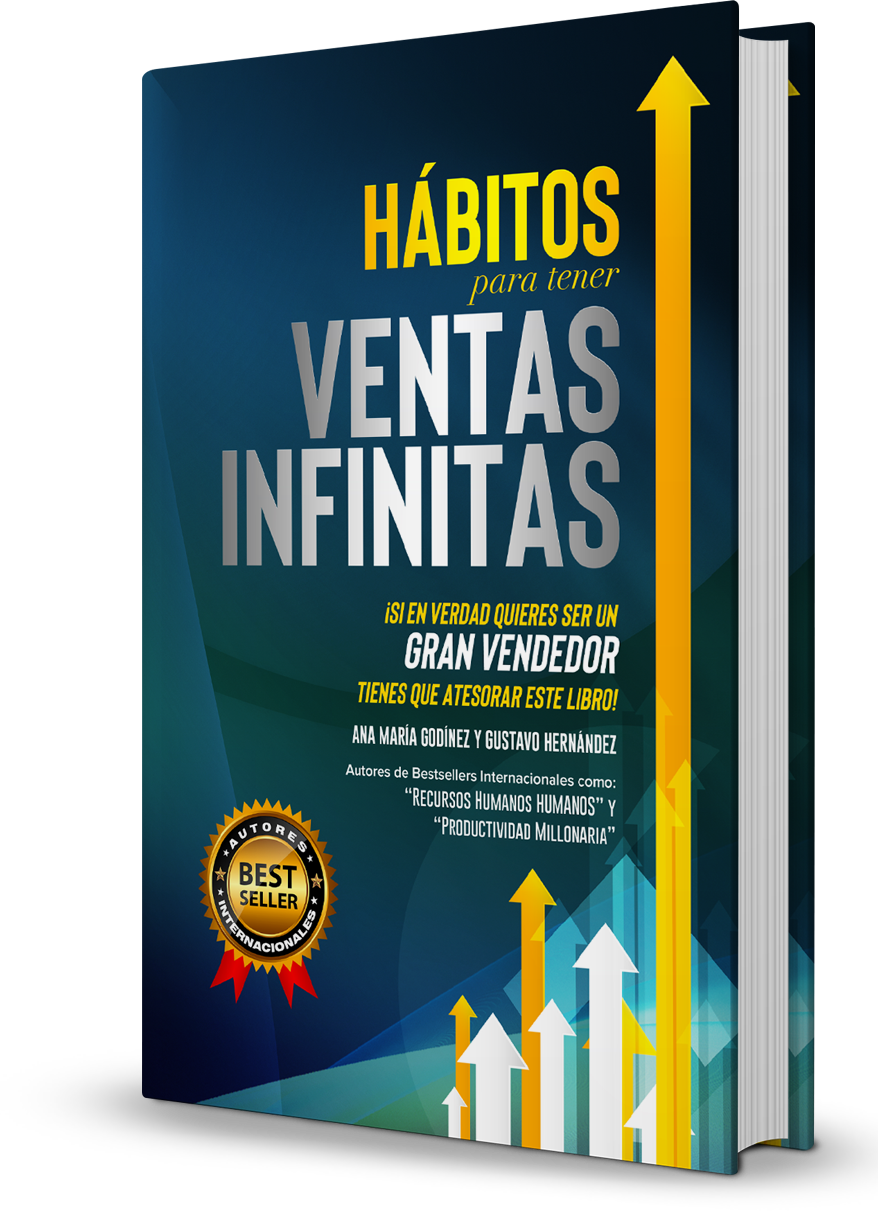 HÁBITOS
para tener
VENTAS
INFINITAS
¡SI EN VERDAD QUIERES SER UN
GRAN VENDEDOR
TIENES QUE ATESORAR ESTE LIBRO!
ANA MARÍA GODÍNEZ Y GUSTAVO HERNÁNDEZ
Autores de Bestsellers Internacionales como:
“RECURSOS HUMANOS HUMANOS” Y
“PRODUCTIVIDAD MILLONARIA”
AUTORES
BEST
SELLER
INTERNACIONALES